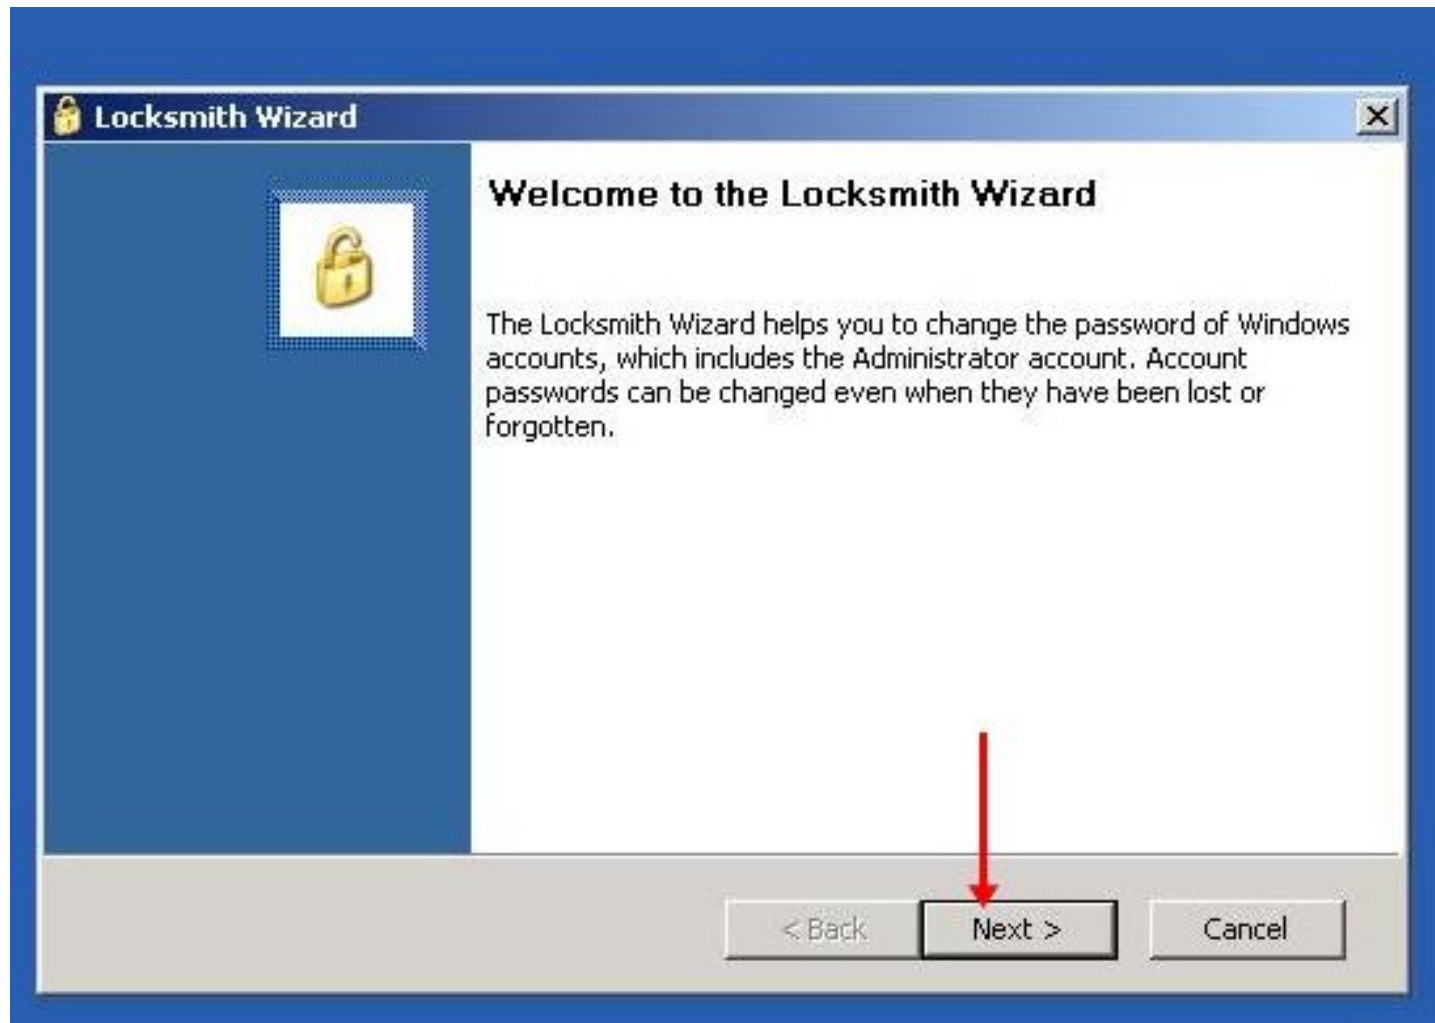 Locksmith Wizard
Welcome to the Locksmith Wizard
The Locksmith Wizard helps you to change the password of Windows
accounts, which includes the Administrator account. Account
passwords can be changed even when they have been lost or
forgotten.
< Back
Next >
Cancel